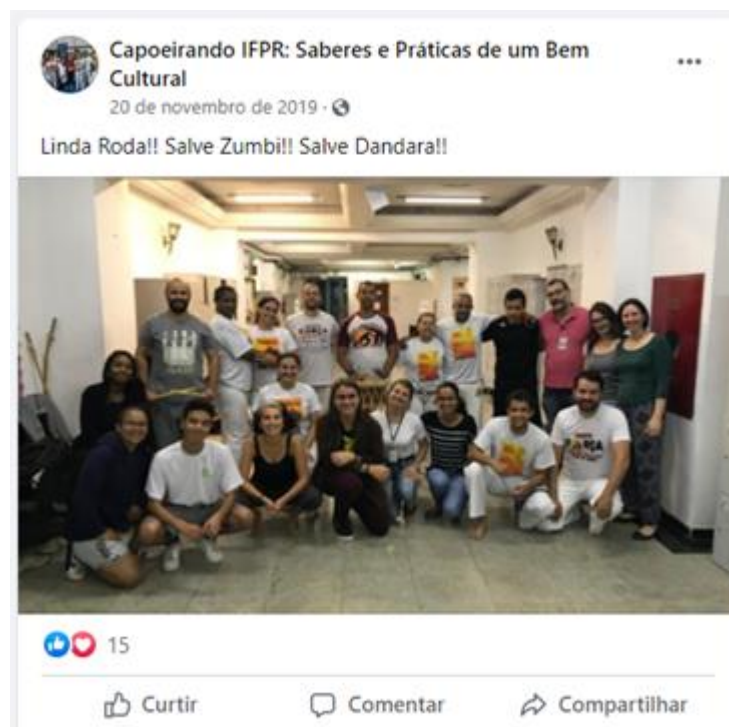 Capoeirando IFPR: Saberes e Práticas de um Bem
Cultural
20 de novembro de 2019 ·
Linda Roda!! Salve Zumbi!! Salve Dandara!!
15
Curtir
Comentar
Compartilhar